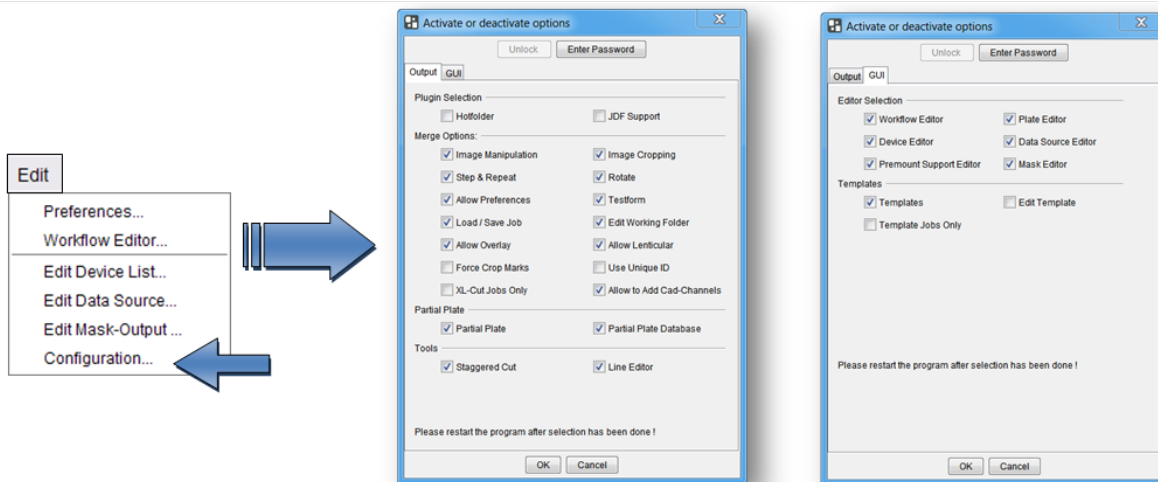 Edit
Preferences...
Workflow Editor...
Edit Device List...
Edit Data Source...
Edit Mask-Output ...
Configuration...
Activate or deactivate options
Unlock Enter Password
Output GUI
Plugin Selection
Hotfolder JDF Support
Merge Options:
Image Manipulation Image Cropping
Step & Repeat Rotate
Allow Preferences Testform
Load / Save Job Edit Working Folder
Allow Overlay Allow Lenticular
Force Crop Marks Use Unique ID
XL-Cut Jobs Only Allow to Add Cad-Channels
Partial Plate
Partial Plate Partial Plate Database
Tools
Staggered Cut Line Editor
Please restart the program after selection has been done !
OK Cancel
Activate or deactivate options
Unlock Enter Password
Output GUI
Editor Selection
Workflow Editor Plate Editor
Device Editor Data Source Editor
Premount Support Editor Mask Editor
Templates
Templates Edit Template
Template Jobs Only
Please restart the program after selection has been done !
OK Cancel